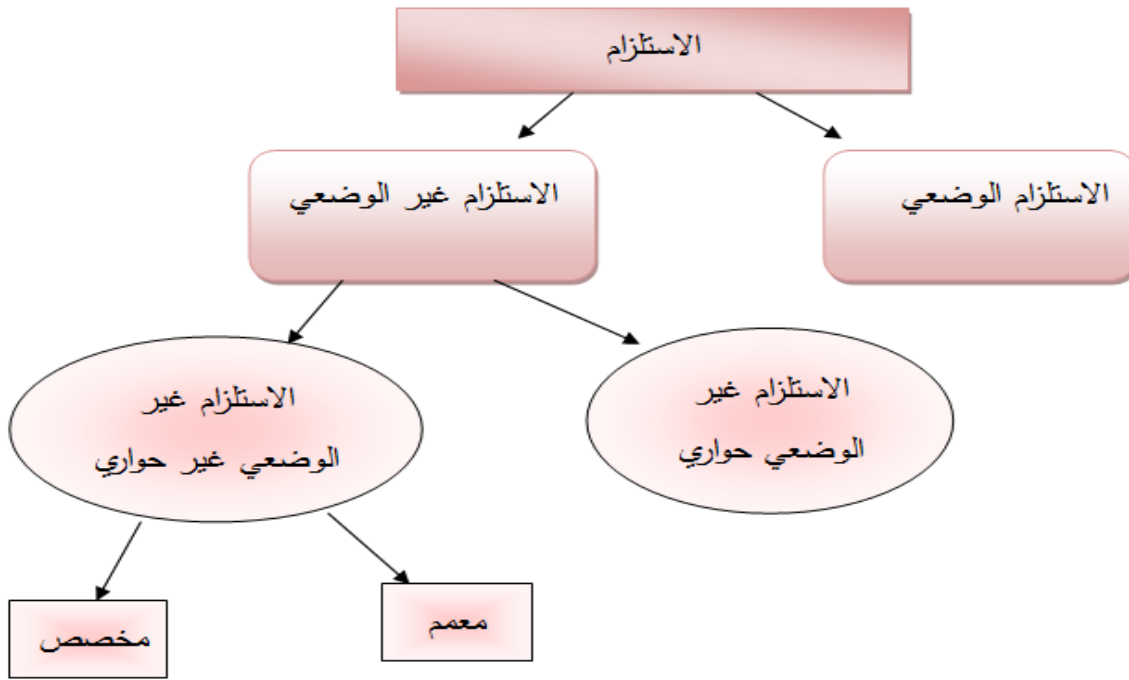 الاستلزام
الاستلزام الوضعي
الاستلزام غير الوضعي
الاستلزام غير
الوضعي حواري
الاستلزام غير
الوضعي غير حواري
معمم
مخصص